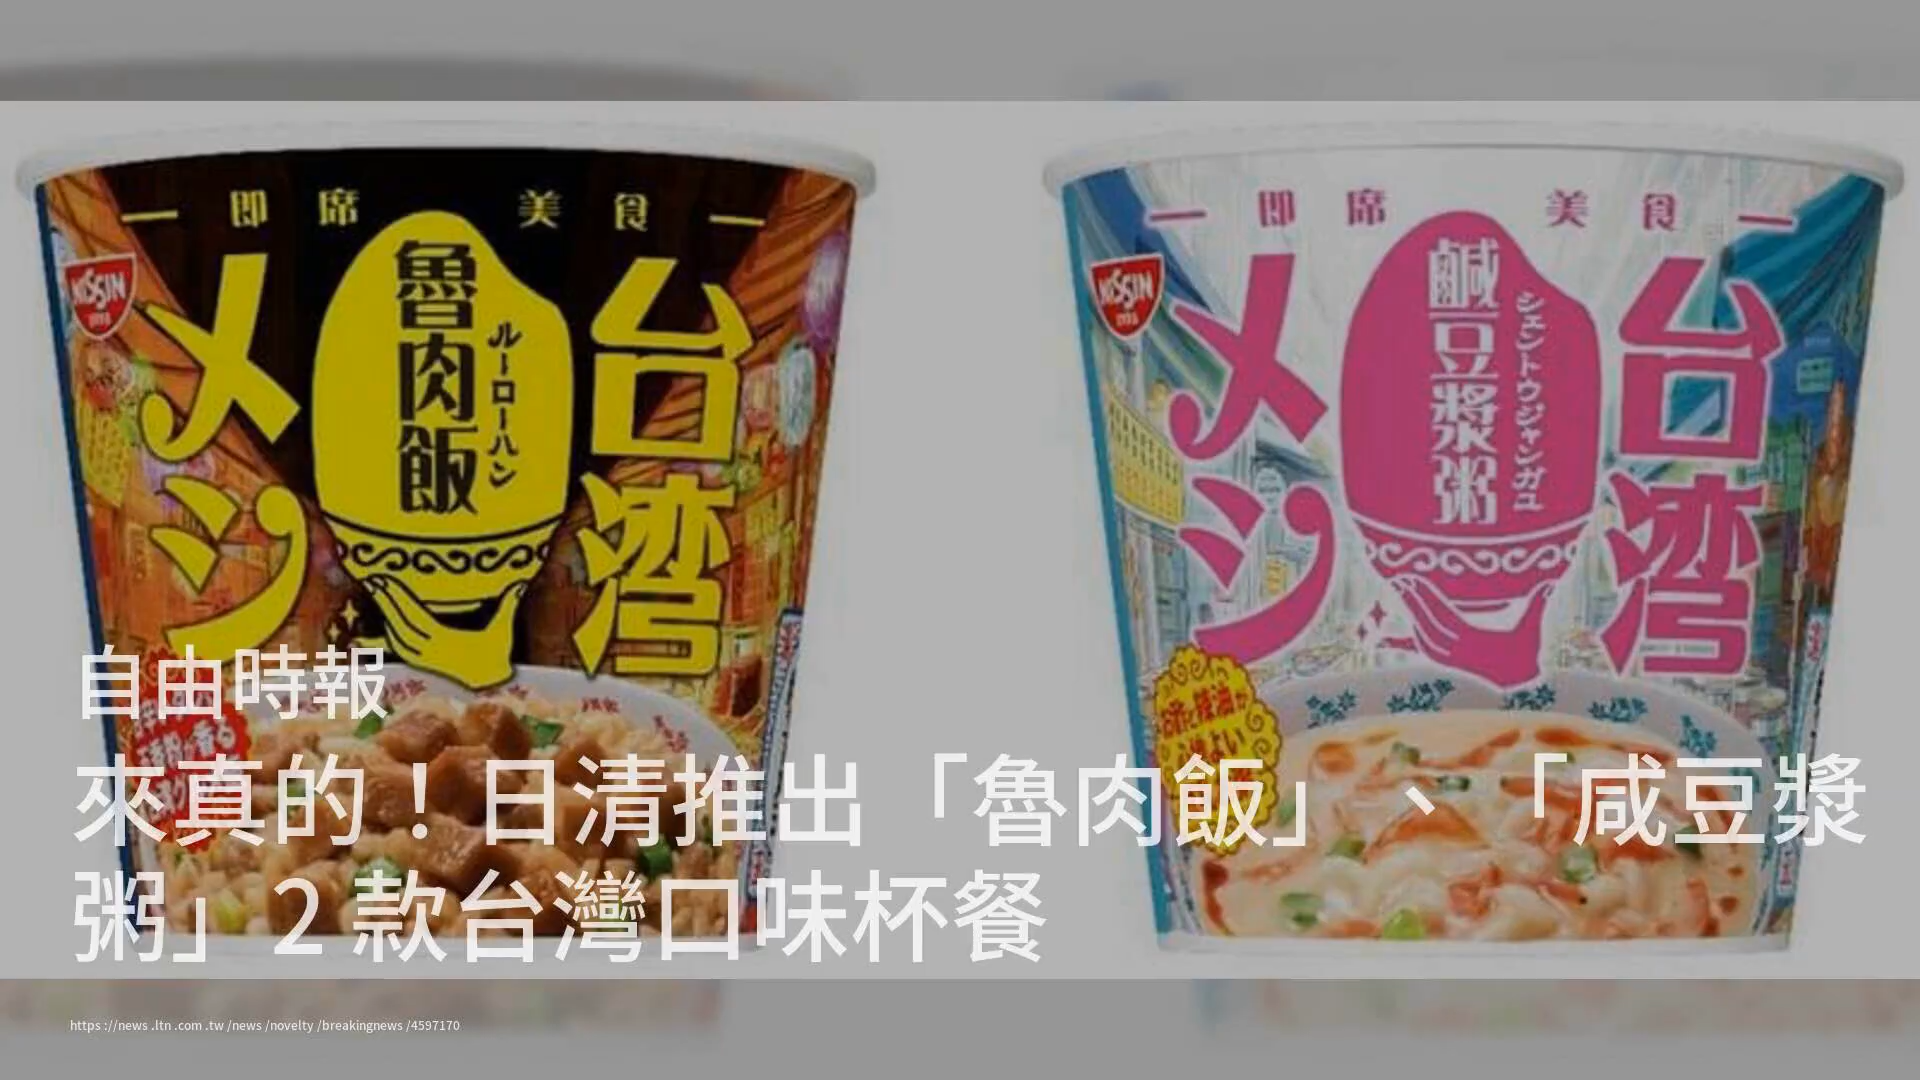 一 即席 美食 一
NISSIN
台湾
メシ
魯肉飯
ルーローハン
一 即席 美食 一
NISSIN
台湾
メシ
鹹豆漿粥
シェントウジャンガユ
自由時報
來真的！日清推出「魯肉飯」、「咸豆漿
粥」2 款台灣口味杯餐
https ://news .ltn .com .tw /news /novelty /breakingnews /4597170